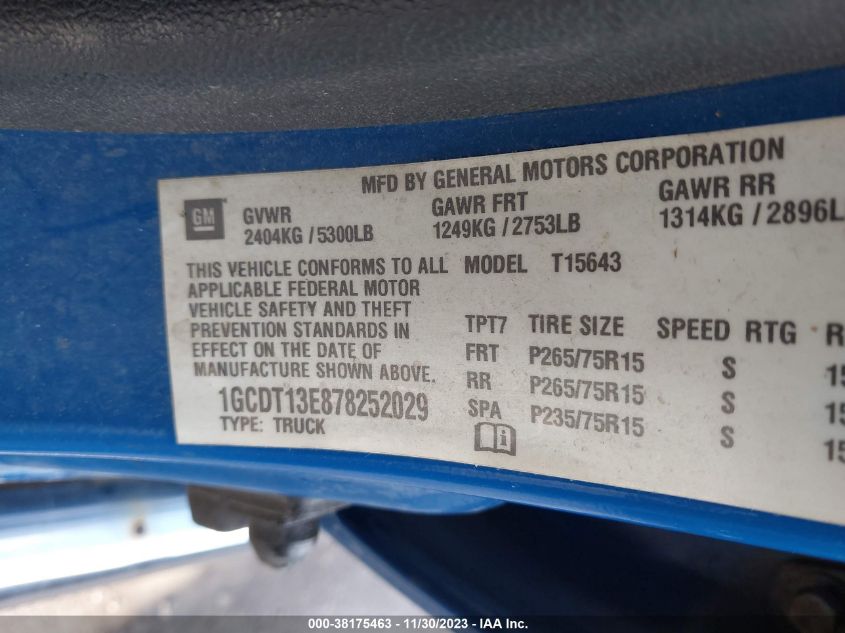 MFD BY GENERAL MOTORS CORPORATION
GM
GVWR
2404KG / 5300LB
GAWR FRT
1249KG / 2753LB
GAWR RR
1314KG / 2896L
THIS VEHICLE CONFORMS TO ALL
APPLICABLE FEDERAL MOTOR
VEHICLE SAFETY AND THEFT
PREVENTION STANDARDS IN
EFFECT ON THE DATE OF
MANUFACTURE SHOWN ABOVE.
1GCDT13E878252029
TYPE: TRUCK
MODEL T15643
TPT7 TIRE SIZE SPEED RTG R
FRT P265/75R15 S 15
RR P265/75R15 S 15
SPA P235/75R15 S 15
i
000-38175463 - 11/30/2023 - IAA Inc.